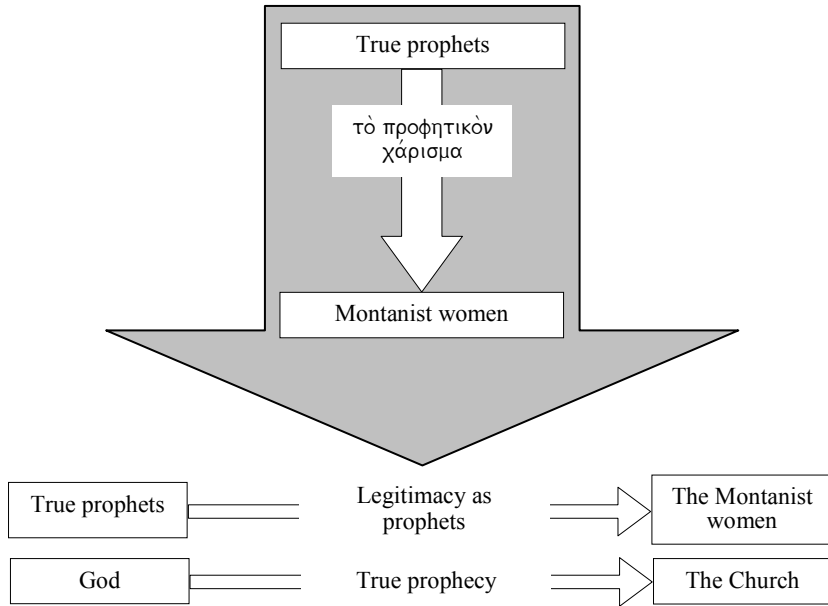 True prophets
τὸ προφητικὸν
χάρισμα
Montanist women
True prophets
Legitimacy as
prophets
The Montanist
women
God
True prophecy
The Church